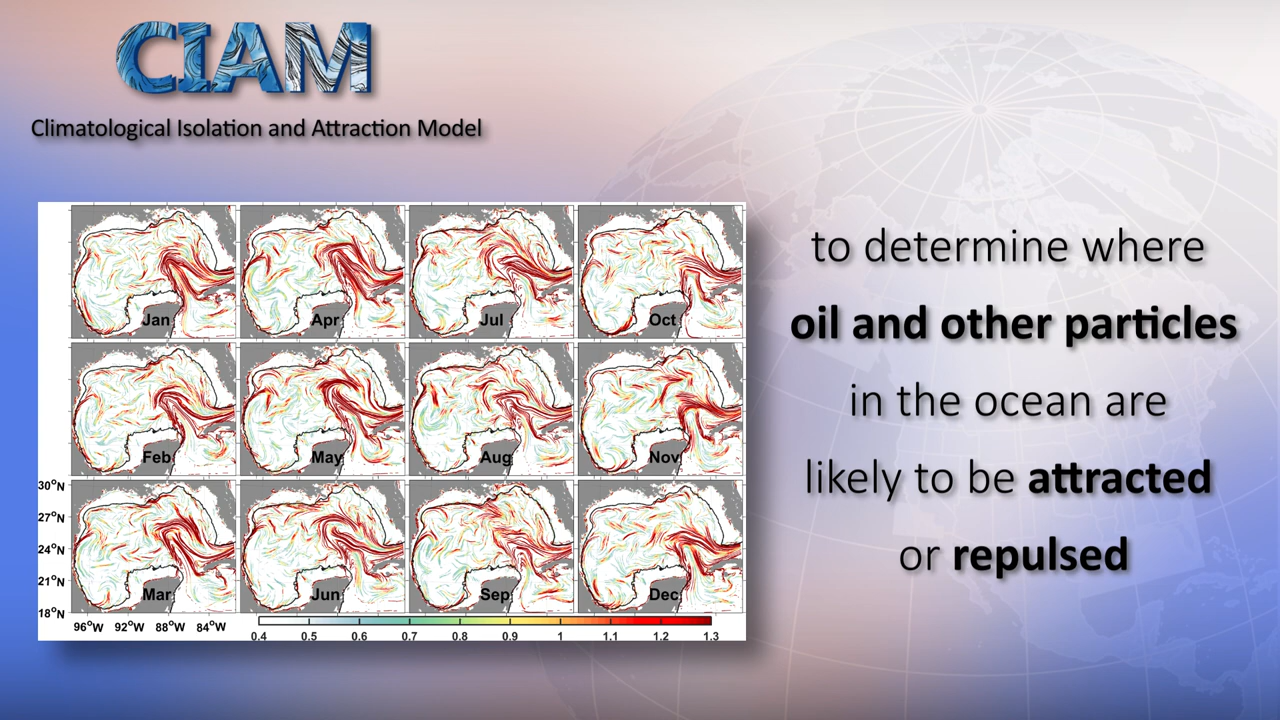 CIAM
Climatological Isolation and Attraction Model
to determine where
oil and other particles
in the ocean are
likely to be attracted
or repulsed
Jan Apr Jul Oct
Feb May Aug Nov
30°N
27°N
24°N
21°N
18°N
Mar Jun Sep Dec
96°W 92°W 88°W 84°W
0.4 0.5 0.6 0.7 0.8 0.9 1 1.1 1.2 1.3